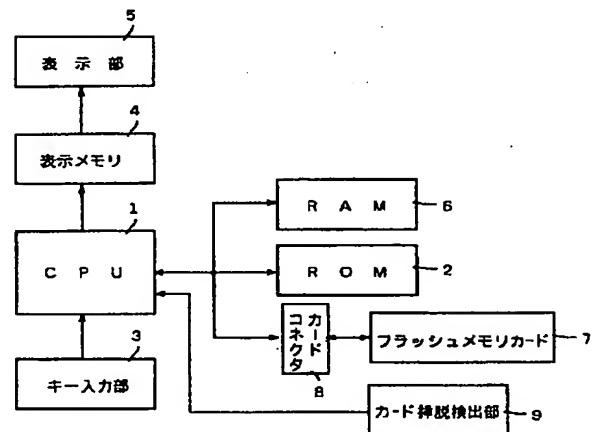 5
表示部
4
表示メモリ
1
CPU
RAM
6
ROM
2
3
キー入力部
カード
コネクタ
8
フラッシュメモリカード
7
カード挿脱検出部
9